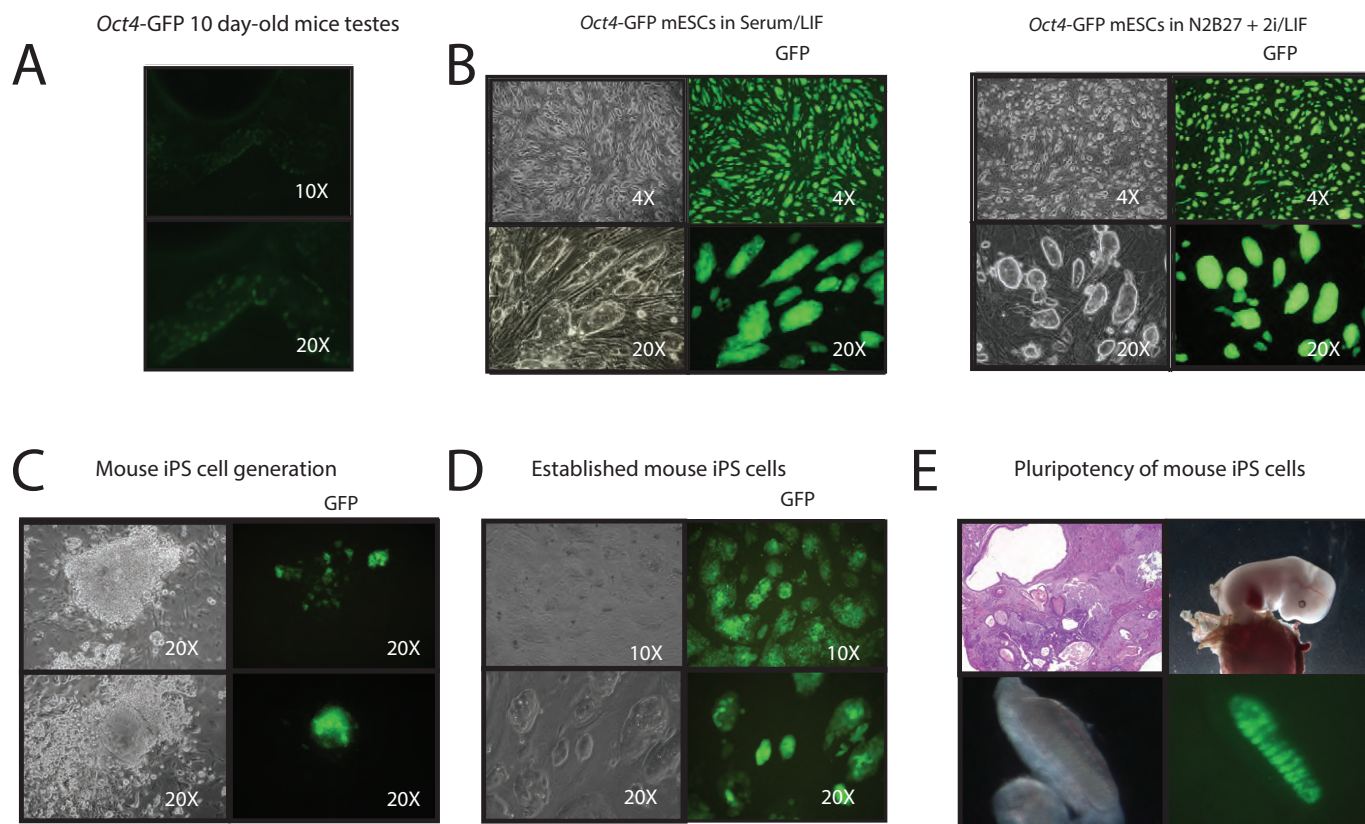 A
Oct4-GFP 10 day-old mice testes
10X
20X
B
Oct4-GFP mESCs in Serum/LIF
GFP
4X
4X
20X
20X
Oct4-GFP mESCs in N2B27 + 2i/LIF
GFP
4X
4X
20X
20X
C
Mouse iPS cell generation
GFP
20X
20X
20X
20X
D
Established mouse iPS cells
GFP
10X
10X
20X
20X
E
Pluripotency of mouse iPS cells